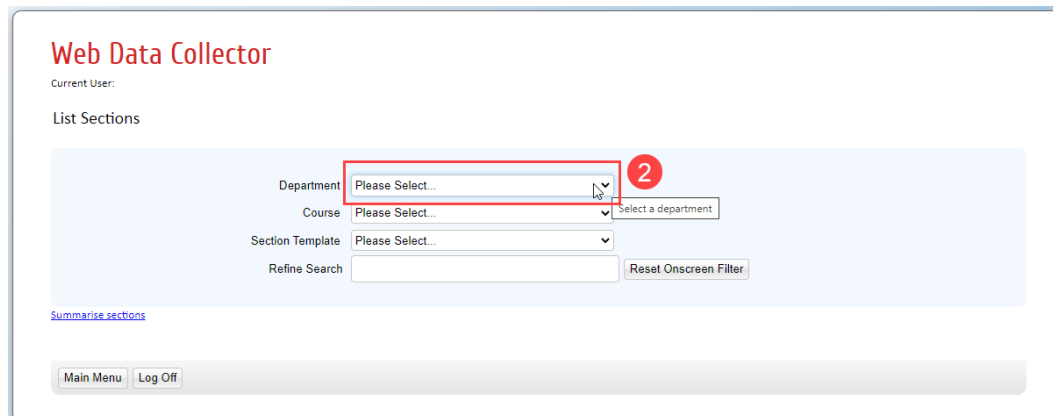 Web Data Collector
Current User:
List Sections
Department Please Select... 2
Select a department
Course Please Select...
Section Template Please Select...
Refine Search Reset Onscreen Filter
Summarise sections
Main Menu Log Off